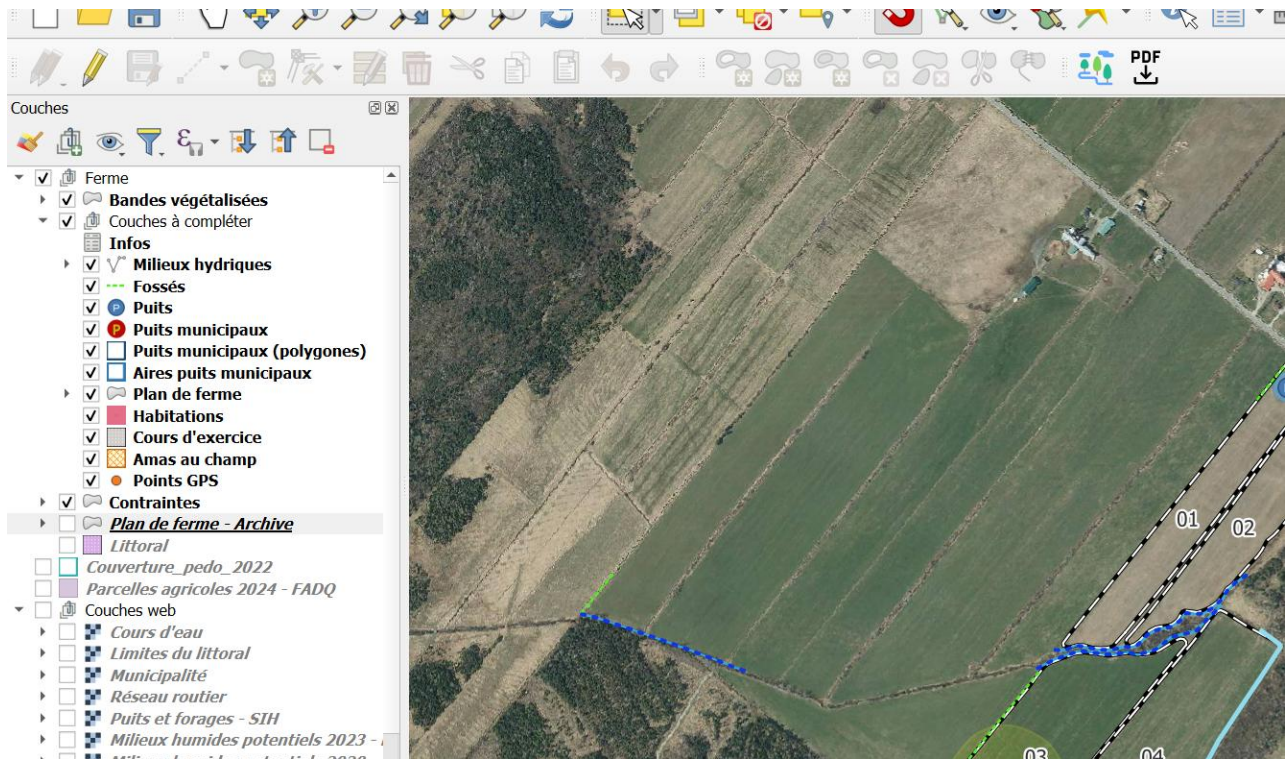 PDF
Couches
Ferme
Bandes végétalisées
Couches à compléter
Infos
Milieux hydriques
Fossés
P Puits
P Puits municipaux
Puits municipaux (polygones)
Aires puits municipaux
Plan de ferme
Habitations
Cours d'exercice
Amas au champ
Points GPS
Contraintes
Plan de ferme - Archive
Littoral
Couverture_pedo_2022
Parcelles agricoles 2024 - FADQ
Couches web
Cours d'eau
Limites du littoral
Municipalité
Réseau routier
Puits et forages - SIH
Milieux humides potentiels 2023 -
01
02
03
04